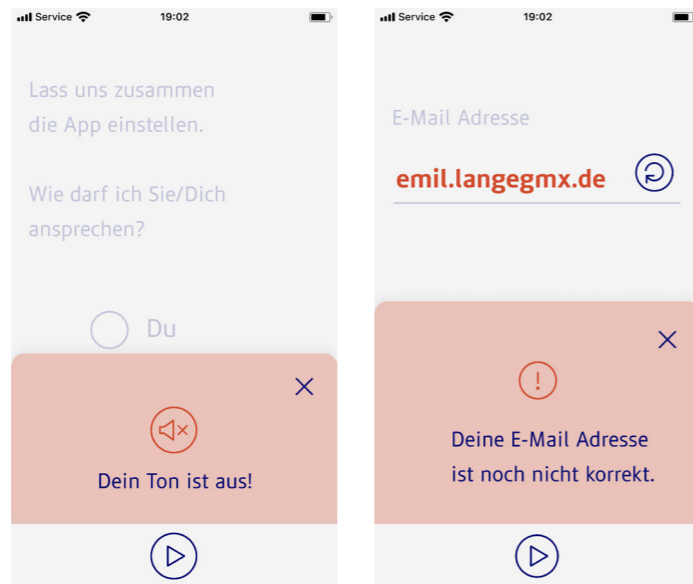 Service 19:02
Lass uns zusammen
die App einstellen.
Wie darf ich Sie/Dich
ansprechen?
Du
Dein Ton ist aus!
Service 19:02
E-Mail Adresse
emil.langegmx.de
Deine E-Mail Adresse
ist noch nicht korrekt.